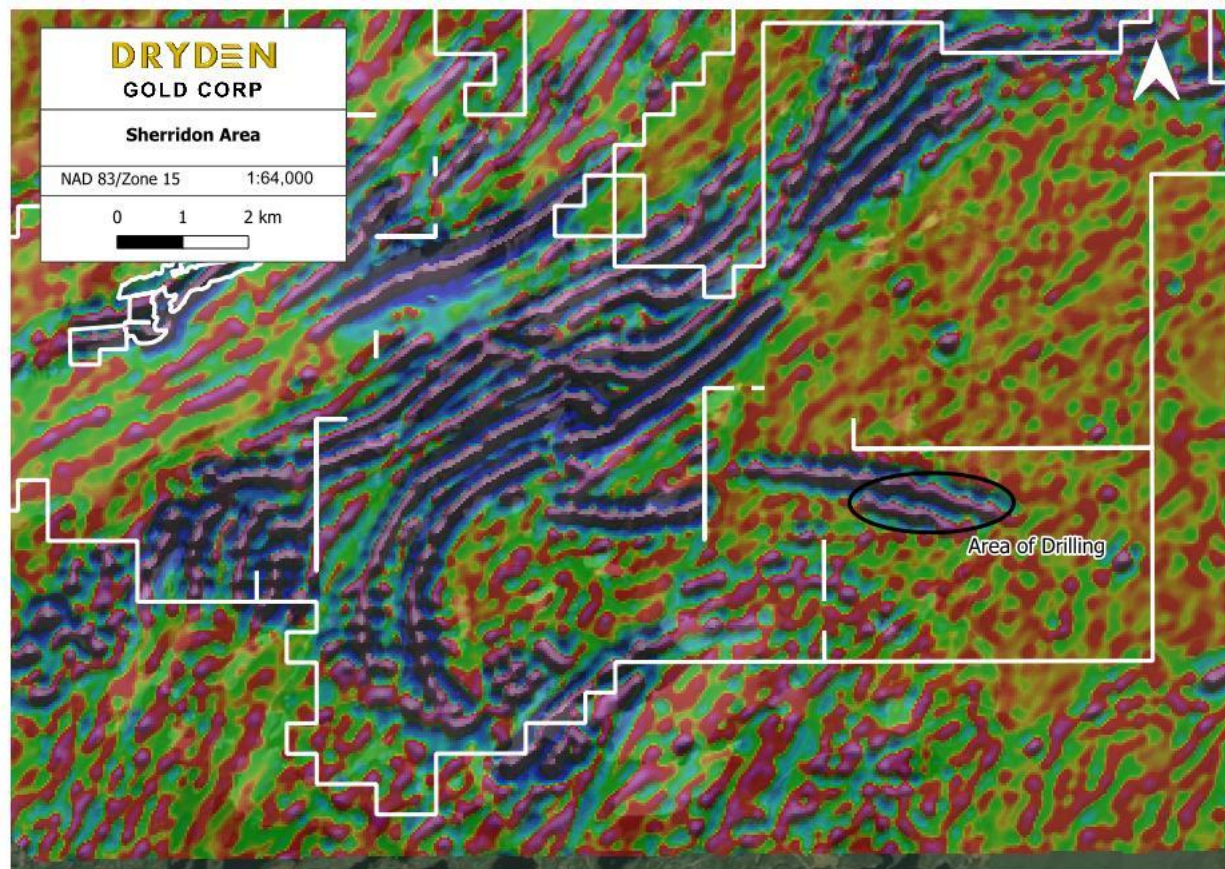 DRYDEN
GOLD CORP
Sherridon Area
NAD 83/Zone 15 1:64,000
0 1 2 km
Area of Drilling